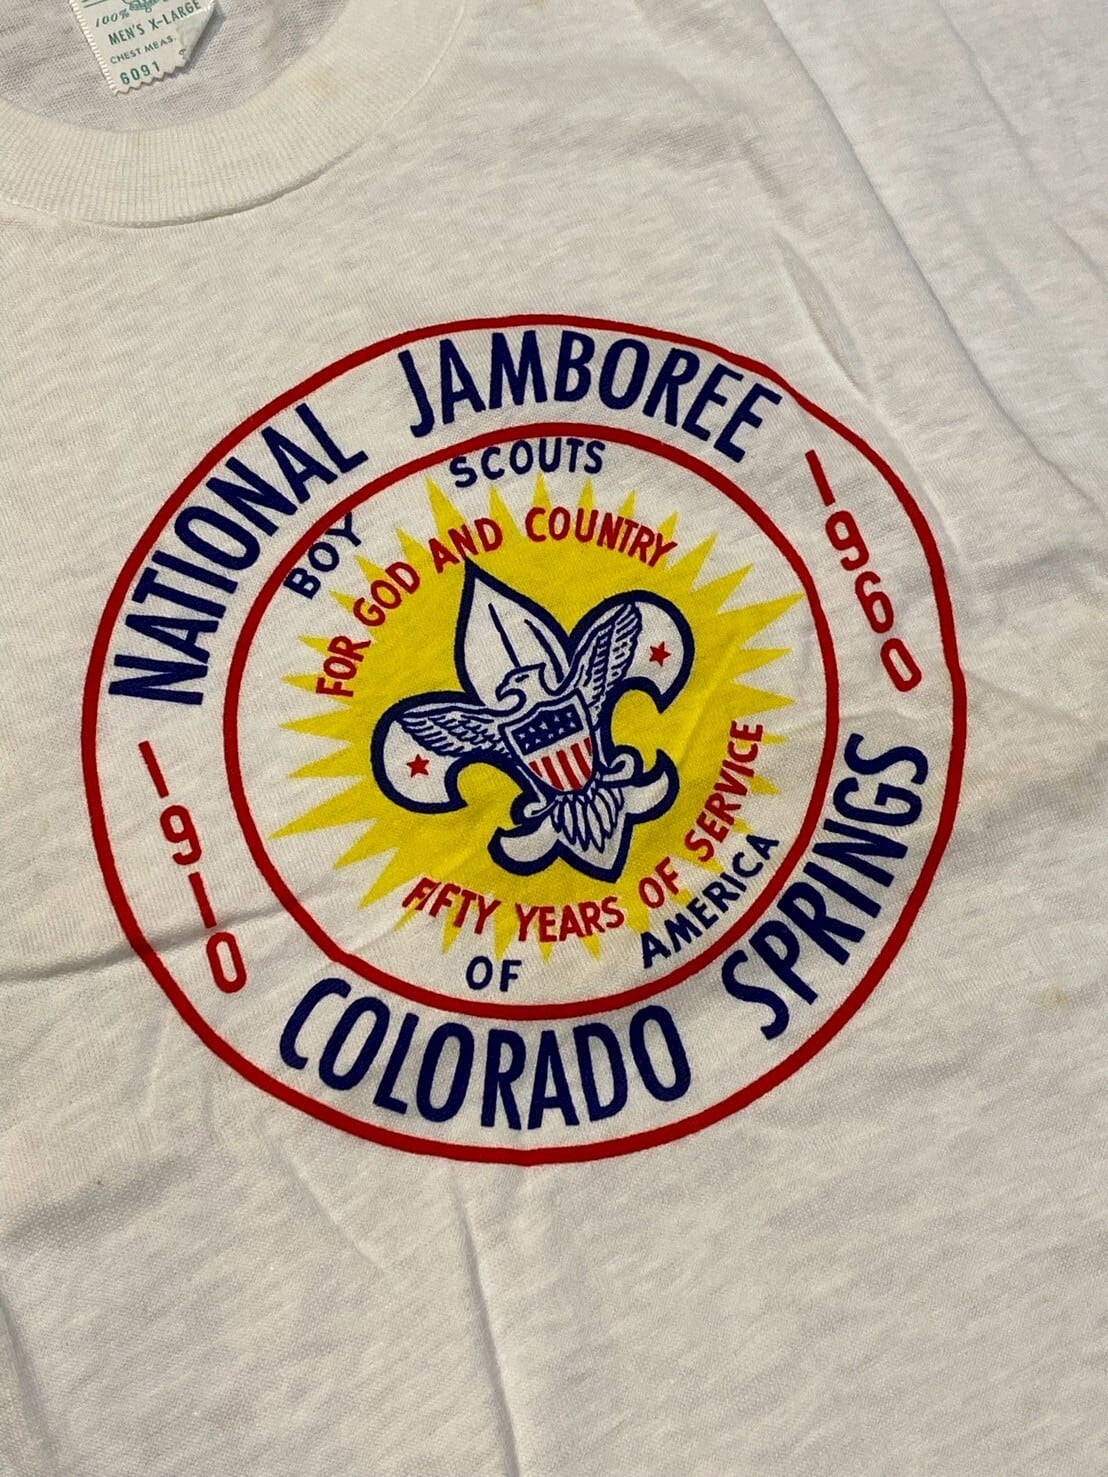 100%
MEN'S X-LARGE
CHEST MEAS.
6091
NATIONAL JAMBOREE
1960
BOY SCOUTS
FOR GOD AND COUNTRY
FIFTY YEARS OF SERVICE
OF AMERICA
1910
COLORADO SPRINGS